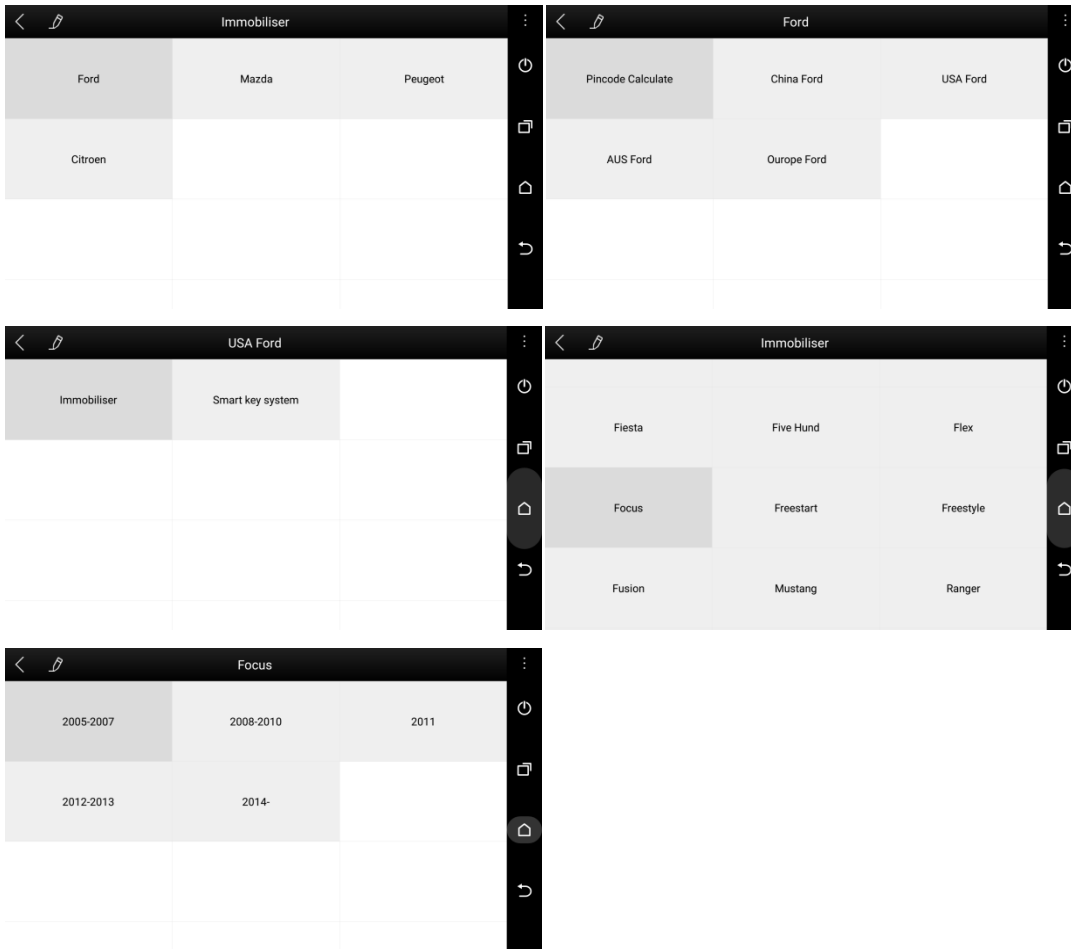 Immobiliser
Ford Mazda Peugeot
Citroen
Ford
Pincode Calculate China Ford USA Ford
AUS Ford Ourope Ford
USA Ford
Immobiliser Smart key system
Immobiliser
Fiesta Five Hund Flex
Focus Freestart Freestyle
Fusion Mustang Ranger
Focus
2005-2007 2008-2010 2011
2012-2013 2014-